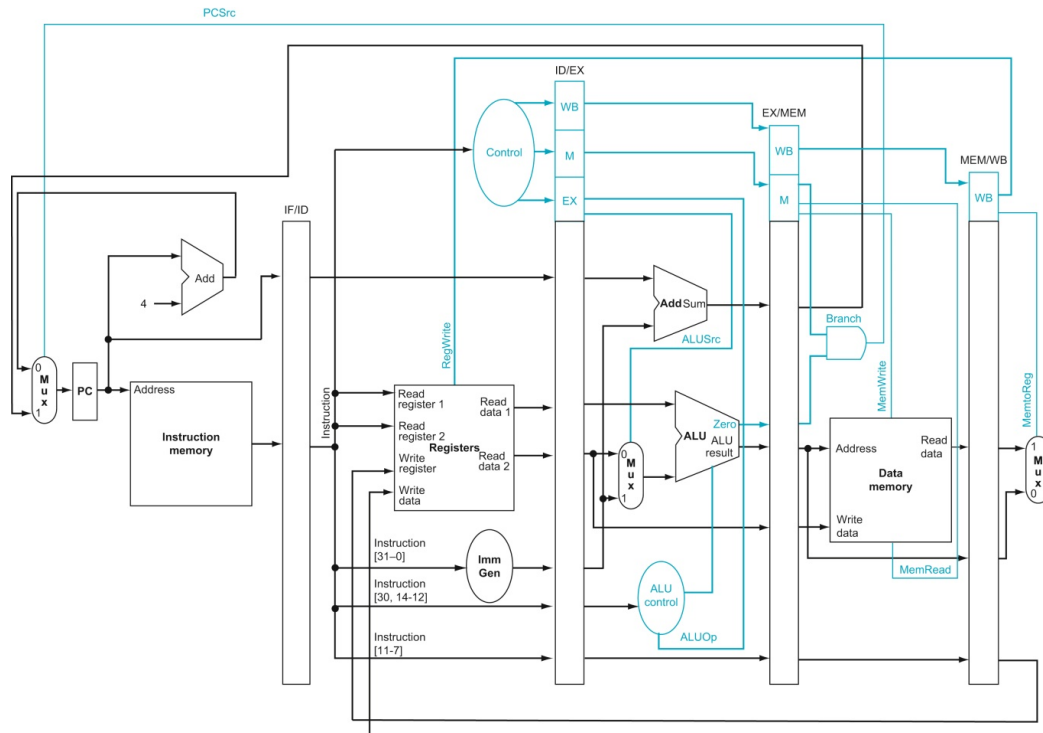 PCSrc
ID/EX
WB
EX/MEM
Control
M
WB
MEM/WB
EX
M
WB
IF/ID
Add
4
Add Sum
Branch
RegWrite
ALUSrc
MemWrite
MemtoReg
0
Mux
1
PC
Address
Instruction
memory
Instruction
Read
register 1
Read
data 1
Read
register 2
Registers
Write
register
Read
data 2
Write
data
0
Mux
1
Zero
ALU
ALU
result
Address
Read
data
Data
memory
Write
data
1
Mux
0
Instruction
[31–0]
Imm
Gen
MemRead
Instruction
[30, 14-12]
ALU
control
ALUOp
Instruction
[11-7]